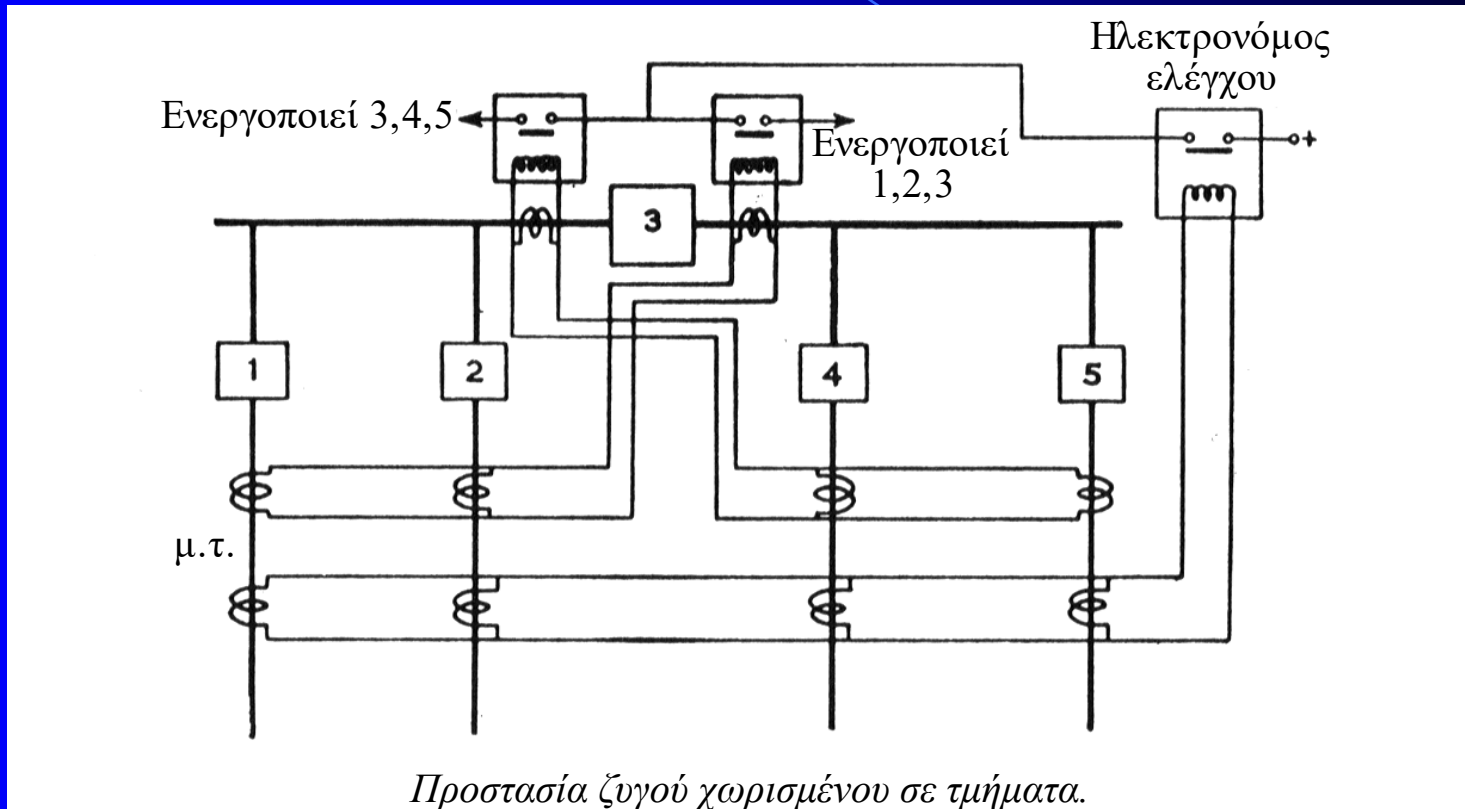 Ηλεκτρονόμος
ελέγχου
Ενεργοποιεί 3,4,5
Ενεργοποιεί
1,2,3
+
3
1
2
4
5
μ.τ.
Προστασία ζυγού χωρισμένου σε τμήματα.